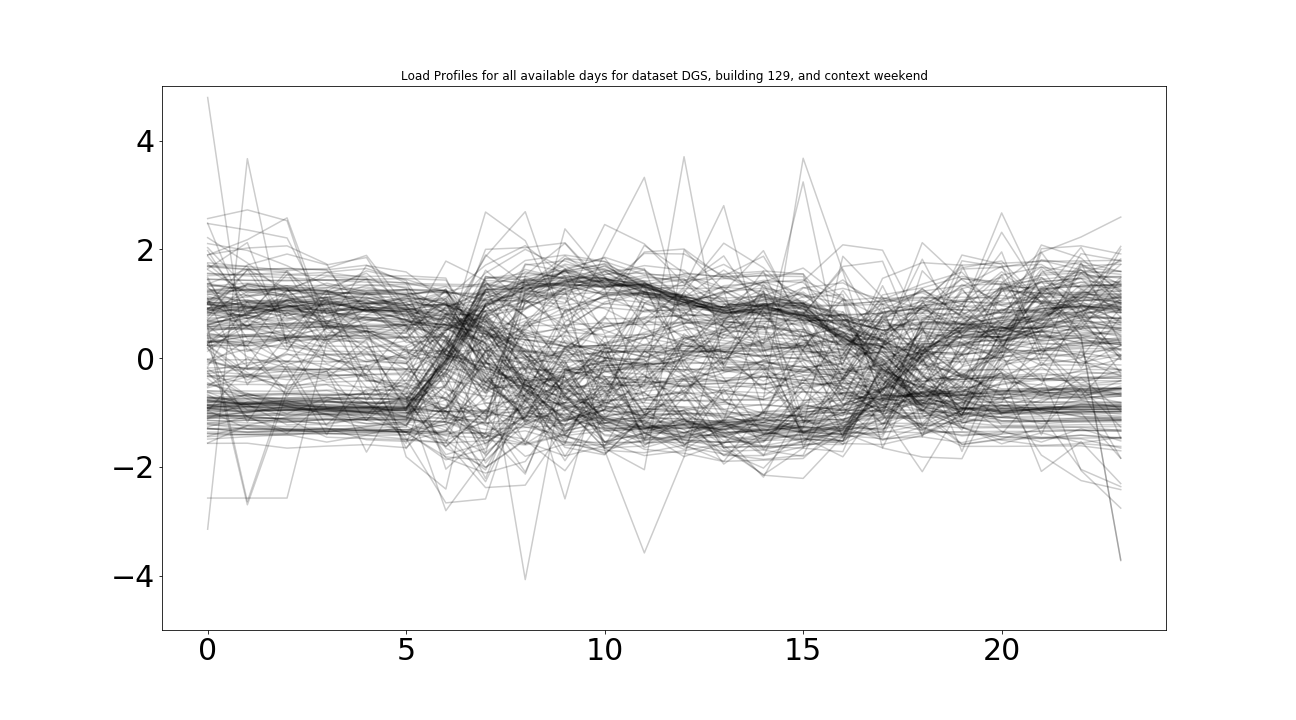 Load Profiles for all available days for dataset DGS, building 129, and context weekend
4
2
0
−2
−4
0 5 10 15 20